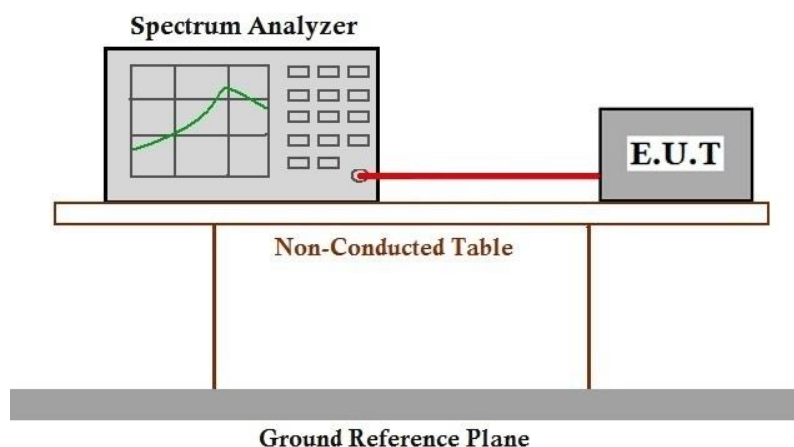 Spectrum Analyzer
E.U.T
Non-Conducted Table
Ground Reference Plane